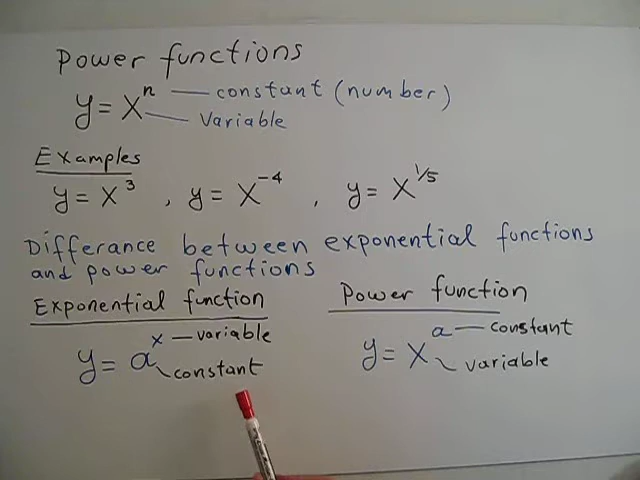 Power functions
y = x^n — constant (number)
— variable
Examples
y = x^3 , y = x^-4 , y = x^1/5
Differance between exponential functions
and power functions
Exponential function
y = a^x — variable
constant
Power function
y = x^a — constant
variable